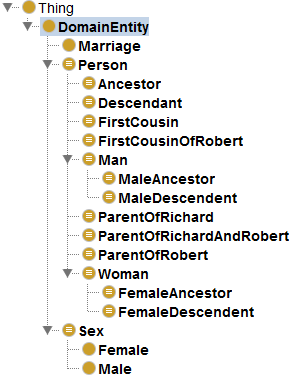 Thing
DomainEntity
Marriage
Person
Ancestor
Descendant
FirstCousin
FirstCousinOfRobert
Man
MaleAncestor
MaleDescendent
ParentOfRichard
ParentOfRichardAndRobert
ParentOfRobert
Woman
FemaleAncestor
FemaleDescendent
Sex
Female
Male